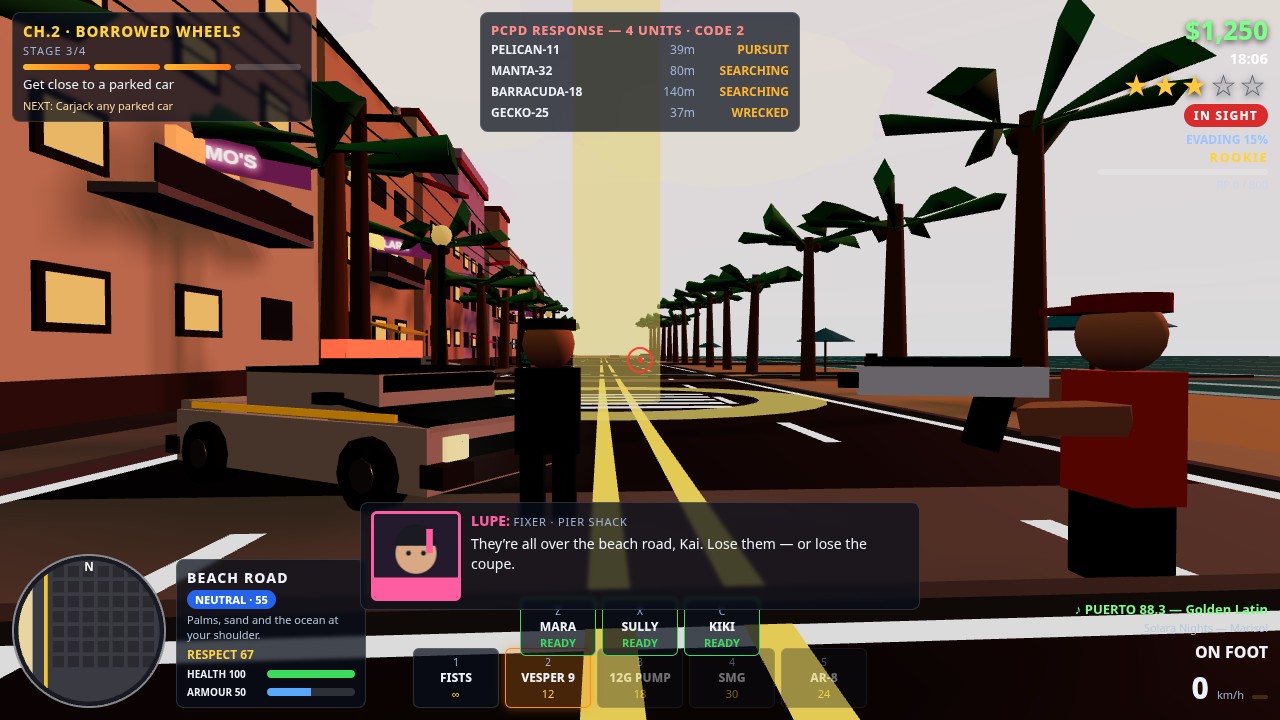 CH.2 · BORROWED WHEELS
STAGE 3/4
Get close to a parked car
NEXT: Carjack any parked car
PCPD RESPONSE — 4 UNITS · CODE 2
PELICAN-11 39m PURSUIT
MANTA-32 80m SEARCHING
BARRACUDA-18 140m SEARCHING
GECKO-25 37m WRECKED
$1,250
18:06
IN SIGHT
EVADING 15%
ROOKIE
MO'S
LUPE: FIXER · PIER SHACK
They're all over the beach road, Kai. Lose them — or lose the
coupe.
N
BEACH ROAD
NEUTRAL · 55
Palms, sand and the ocean at
your shoulder.
RESPECT 67
HEALTH 100
ARMOUR 50
Z X C
MARA SULLY KIKI
READY READY READY
1 2 3 4 5
FISTS VESPER 9 12G PUMP SMG AR-8
∞ 12 18 30 24
♪ PUERTO 88.3 — Golden Latin
Solara Nights — Marisol
ON FOOT
0 km/h